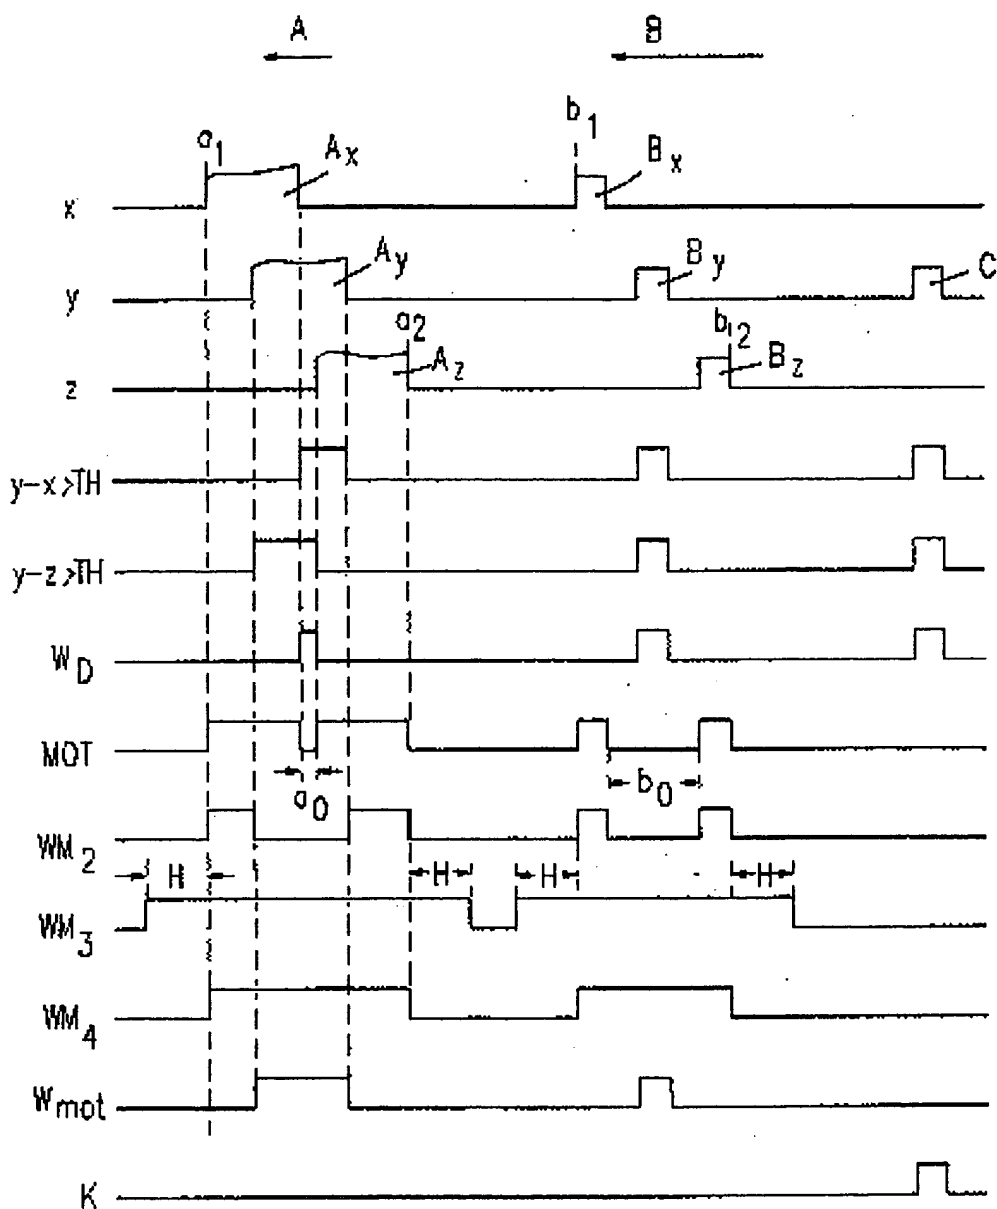 A B
a1 Ax b1 Bx
x
Ay By C
y
a2 Az b2 Bz
z
y-x>TH
y-z>TH
WD
MOT
a0 b0
WM2
H H H H
WM3
WM4
Wmot
K